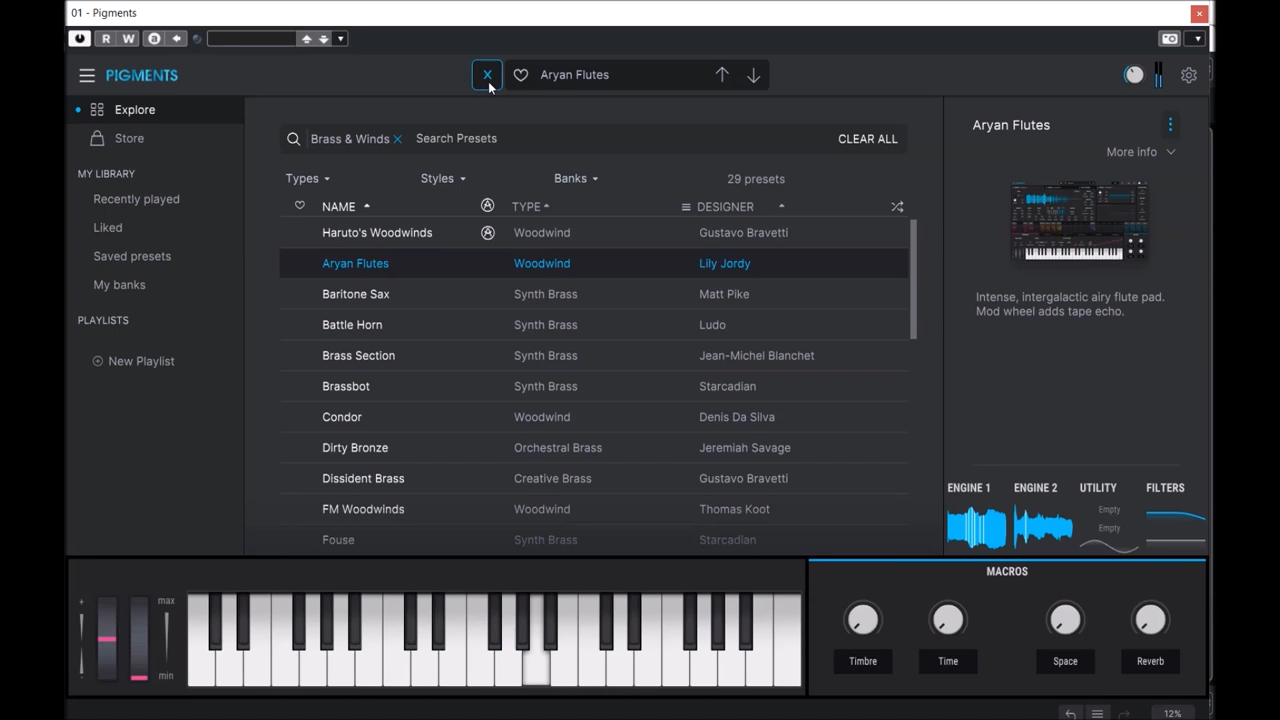 01 - Pigments
R W a
PIGMENTS
X Aryan Flutes
Explore
Store
MY LIBRARY
Recently played
Liked
Saved presets
My banks
PLAYLISTS
New Playlist
Brass & Winds Search Presets CLEAR ALL
Types Styles Banks 29 presets
NAME TYPE DESIGNER
Haruto's Woodwinds Woodwind Gustavo Bravetti
Aryan Flutes Woodwind Lily Jordy
Baritone Sax Synth Brass Matt Pike
Battle Horn Synth Brass Ludo
Brass Section Synth Brass Jean-Michel Blanchet
Brassbot Synth Brass Starcadian
Condor Woodwind Denis Da Silva
Dirty Bronze Orchestral Brass Jeremiah Savage
Dissident Brass Creative Brass Gustavo Bravetti
FM Woodwinds Woodwind Thomas Koot
Fouse Synth Brass Starcadian
Aryan Flutes
More info
Intense, intergalactic airy flute pad.
Mod wheel adds tape echo.
ENGINE 1 ENGINE 2 UTILITY FILTERS
Empty
Empty
+ max
- min
MACROS
Timbre Time Space Reverb
12%